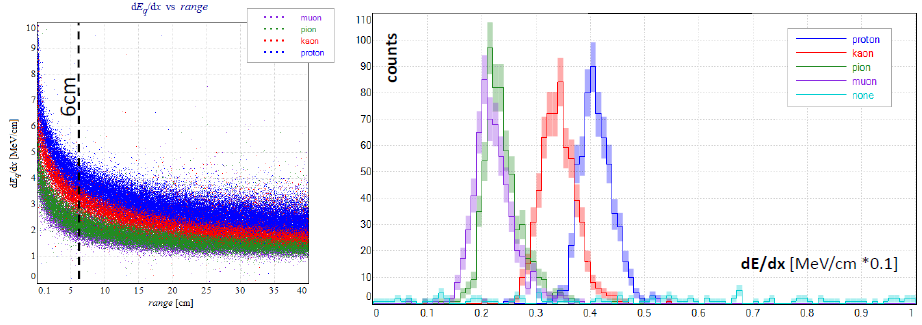 dEq/dx vs range
muon
pion
kaon
proton
10
9
8
7
6
5
4
3
2
1
0
dEq/dx [MeV/cm]
6cm
0.1 5 10 15 20 25 30 35 40
range [cm]
110
100
90
80
70
60
50
40
30
20
10
0
counts
proton
kaon
pion
muon
none
dE/dx [MeV/cm *0.1]
0 0.1 0.2 0.3 0.4 0.5 0.6 0.7 0.8 0.9 1